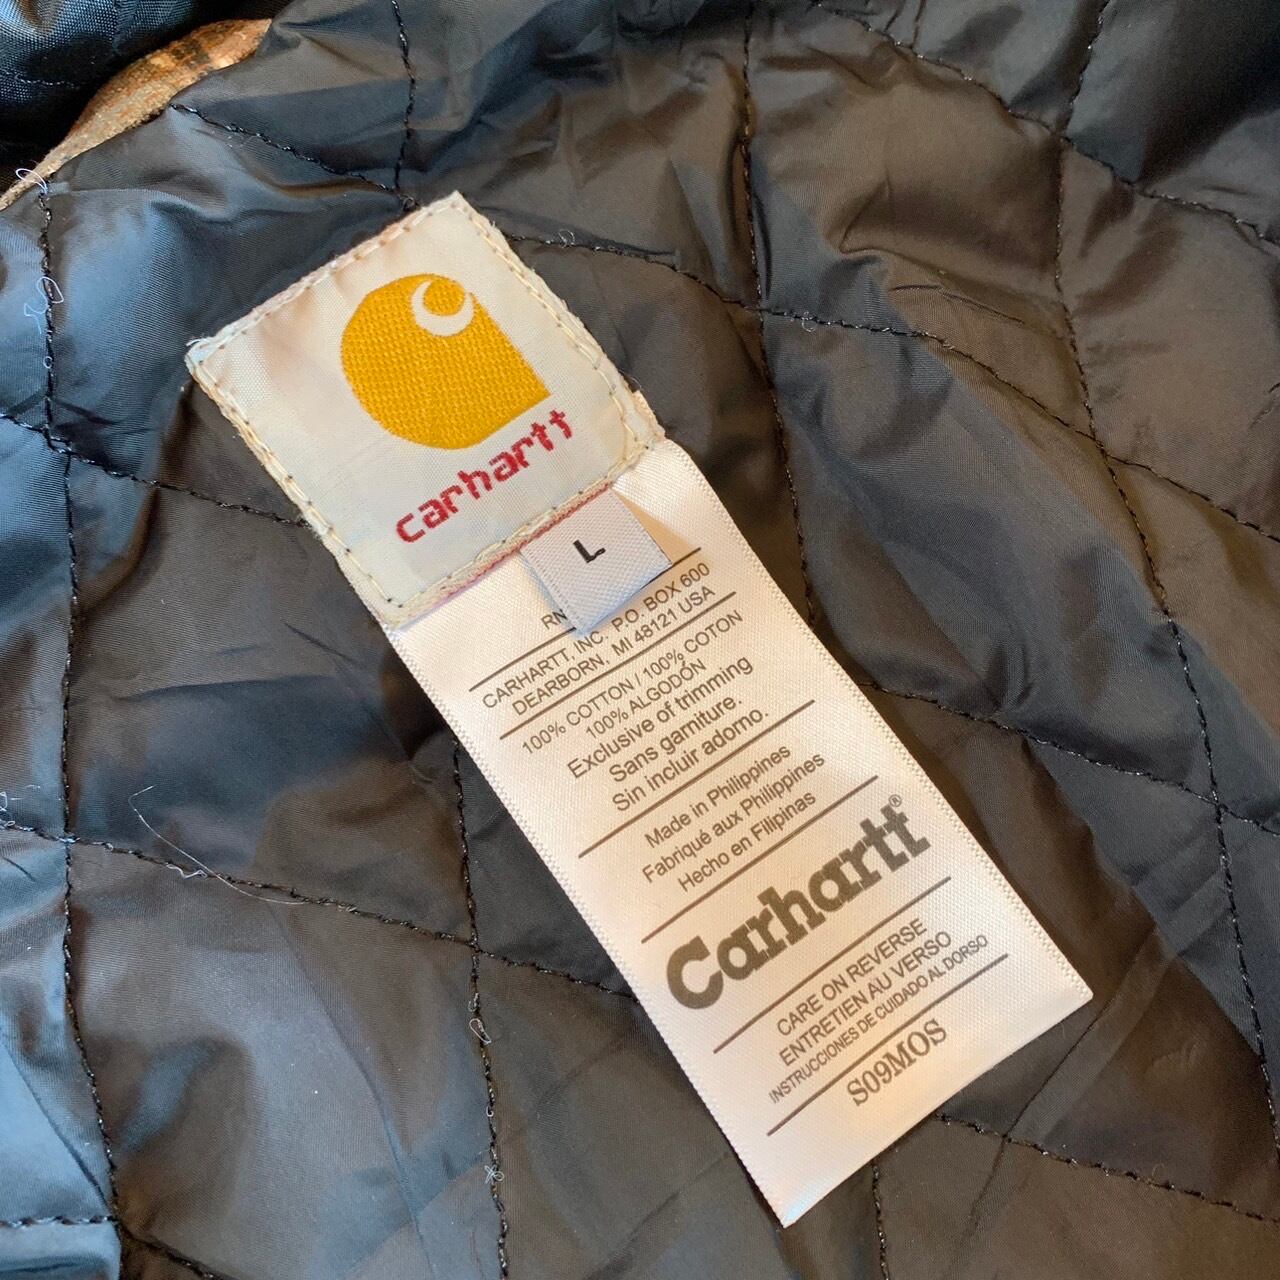 carhartt
L
RN
CARHARTT, INC. P.O. BOX 600
DEARBORN, MI 48121 USA
100% COTTON / 100% COTON
100% ALGODÓN
Exclusive of trimming
Sans garniture.
Sin incluir adorno.
Made in Philippines
Fabriqué aux Philippines
Hecho en Filipinas
Carhartt®
CARE ON REVERSE
ENTRETIEN AU VERSO
INSTRUCCIONES DE CUIDADO AL DORSO
S09MOS